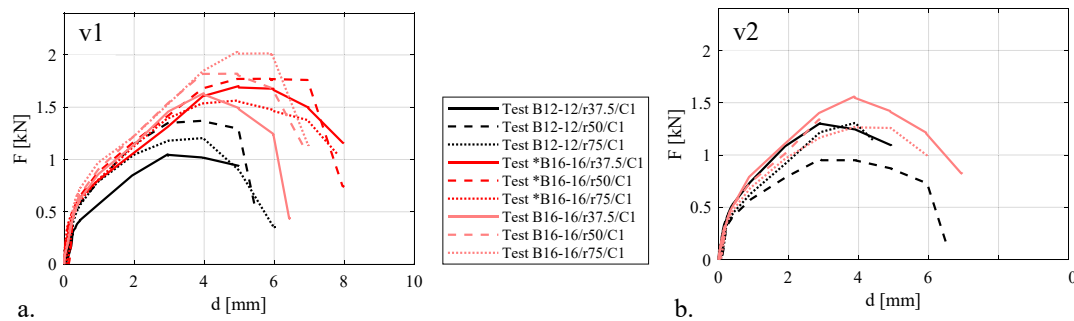 v1
F [kN]
2
1.5
1
0.5
0
0 2 4 6 8 10
d [mm]
a.
Test B12-12/r37.5/C1
Test B12-12/r50/C1
Test B12-12/r75/C1
Test *B16-16/r37.5/C1
Test *B16-16/r50/C1
Test *B16-16/r75/C1
Test B16-16/r37.5/C1
Test B16-16/r50/C1
Test B16-16/r75/C1
v2
F [kN]
2
1.5
1
0.5
0
0 2 4 6 8 0
d [mm]
b.